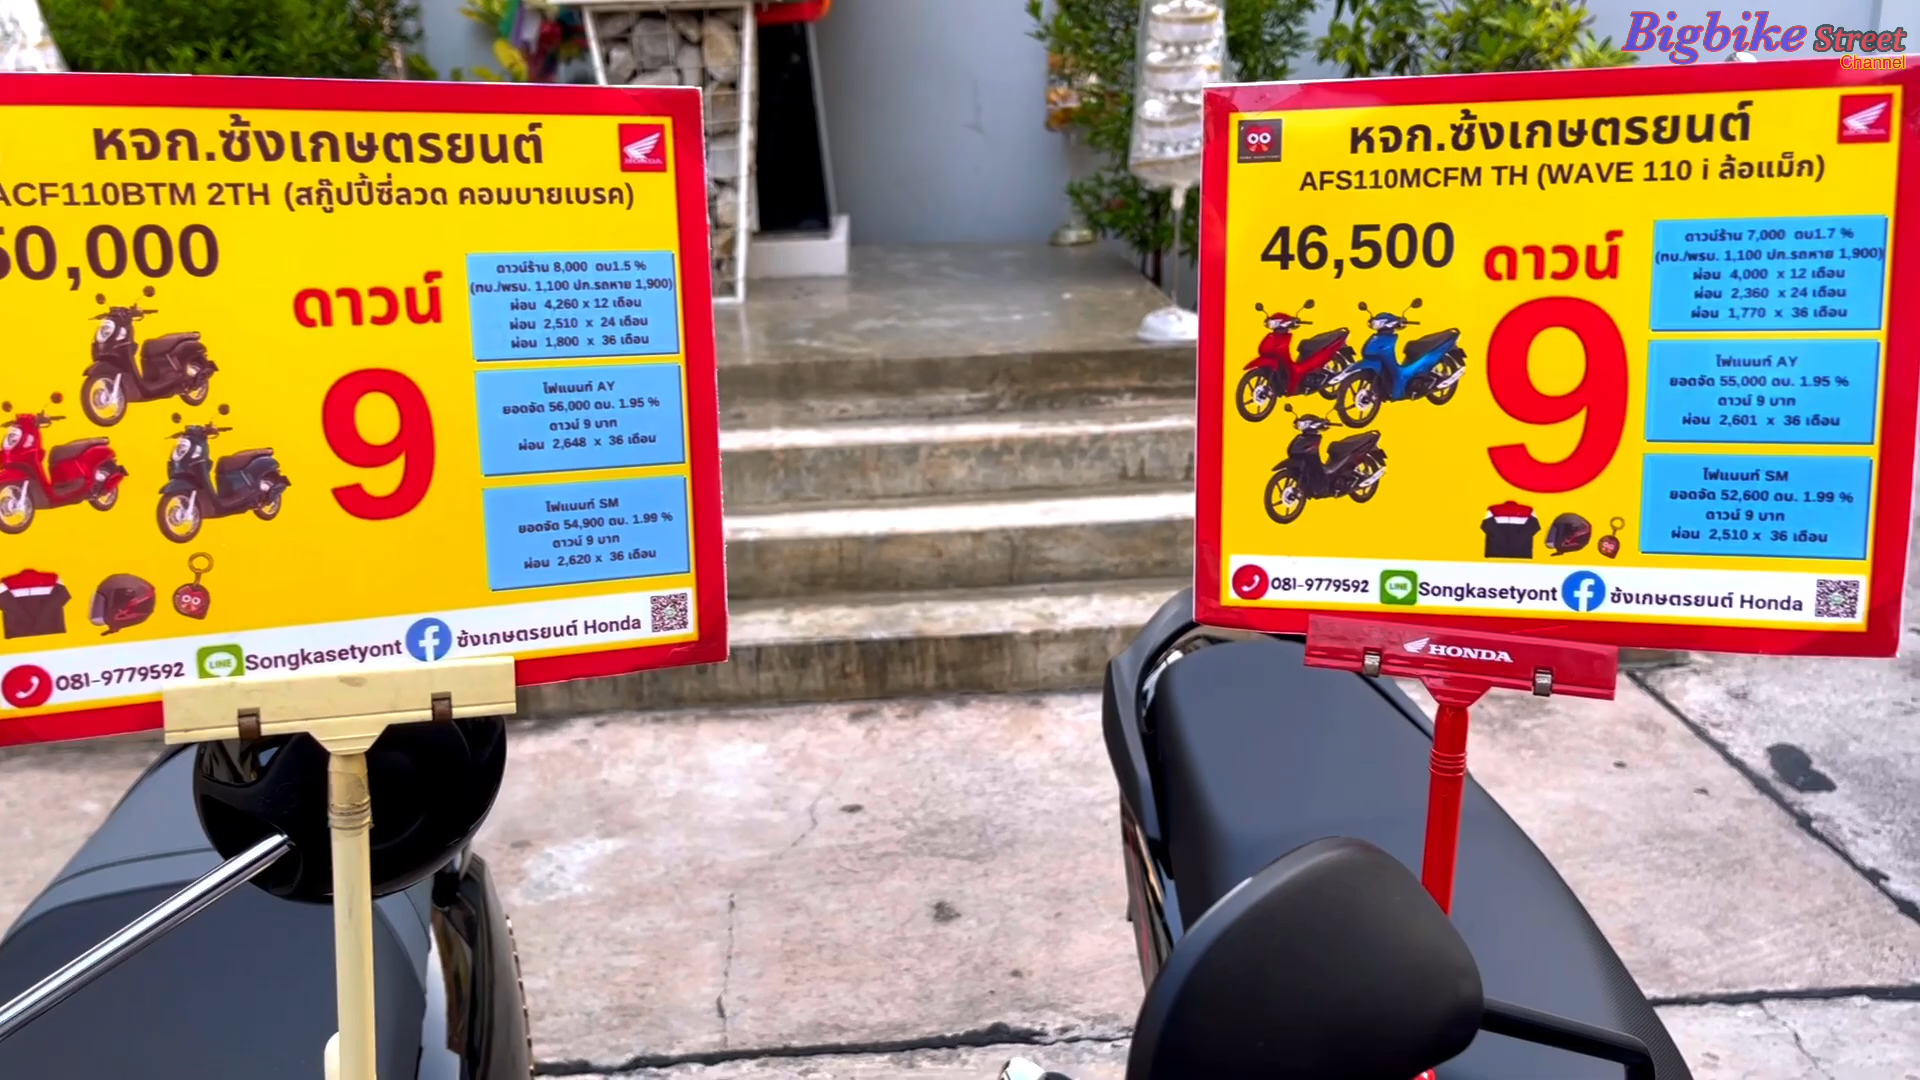 Bigbike Street
Channel
หจก.ซ้งเกษตรยนต์
HONDA
ACF110BTM 2TH (สกู๊ปปี้ซี่ลวด คอมบายเบรค)
50,000
ดาวน์
9
ดาวน์ร้าน 8,000 ดบ1.5 %
(ทบ./พรบ. 1,100 ปก.รถหาย 1,900)
ผ่อน 4,260 x 12 เดือน
ผ่อน 2,510 x 24 เดือน
ผ่อน 1,800 x 36 เดือน
ไฟแนนท์ AY
ยอดจัด 56,000 ดบ. 1.95 %
ดาวน์ 9 บาท
ผ่อน 2,648 x 36 เดือน
ไฟแนนท์ SM
ยอดจัด 54,900 ดบ. 1.99 %
ดาวน์ 9 บาท
ผ่อน 2,620 x 36 เดือน
081-9779592 LINE Songkasetyont f ซ้งเกษตรยนต์ Honda
หจก.ซ้งเกษตรยนต์
HONDA
AFS110MCFM TH (WAVE 110 i ล้อแม็ก)
46,500
ดาวน์
9
ดาวน์ร้าน 7,000 ดบ1.7 %
(ทบ./พรบ. 1,100 ปก.รถหาย 1,900)
ผ่อน 4,000 x 12 เดือน
ผ่อน 2,360 x 24 เดือน
ผ่อน 1,770 x 36 เดือน
ไฟแนนท์ AY
ยอดจัด 55,000 ดบ. 1.95 %
ดาวน์ 9 บาท
ผ่อน 2,601 x 36 เดือน
ไฟแนนท์ SM
ยอดจัด 52,600 ดบ. 1.99 %
ดาวน์ 9 บาท
ผ่อน 2,510 x 36 เดือน
081-9779592 LINE Songkasetyont f ซ้งเกษตรยนต์ Honda
HONDA